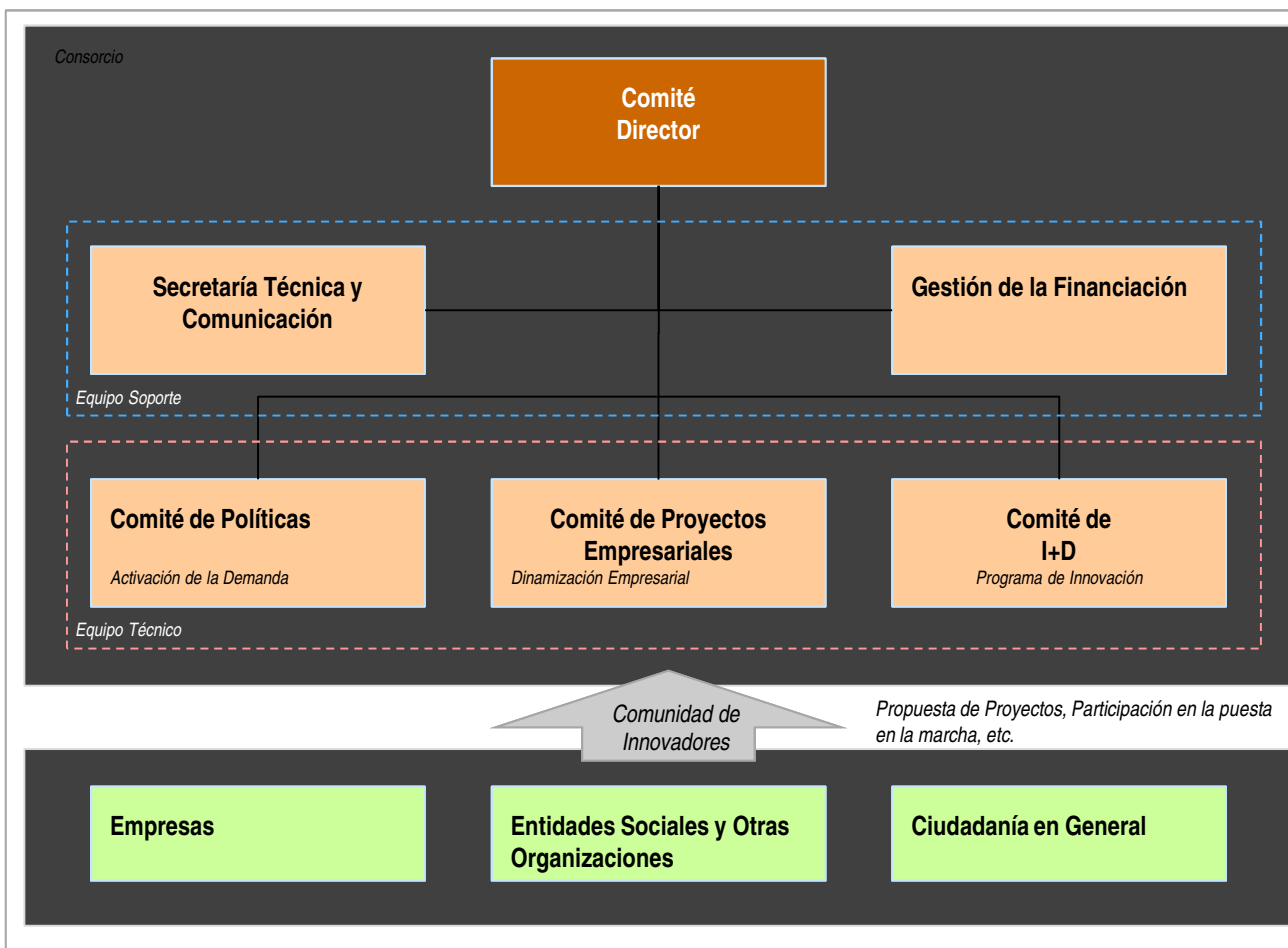 Consorcio
Comité
Director
Secretaría Técnica y
Comunicación
Gestión de la Financiación
Equipo Soporte
Comité de Políticas
Activación de la Demanda
Comité de Proyectos
Empresariales
Dinamización Empresarial
Comité de
I+D
Programa de Innovación
Equipo Técnico
Comunidad de
Innovadores
Propuesta de Proyectos, Participación en la puesta
en la marcha, etc.
Empresas
Entidades Sociales y Otras
Organizaciones
Ciudadanía en General